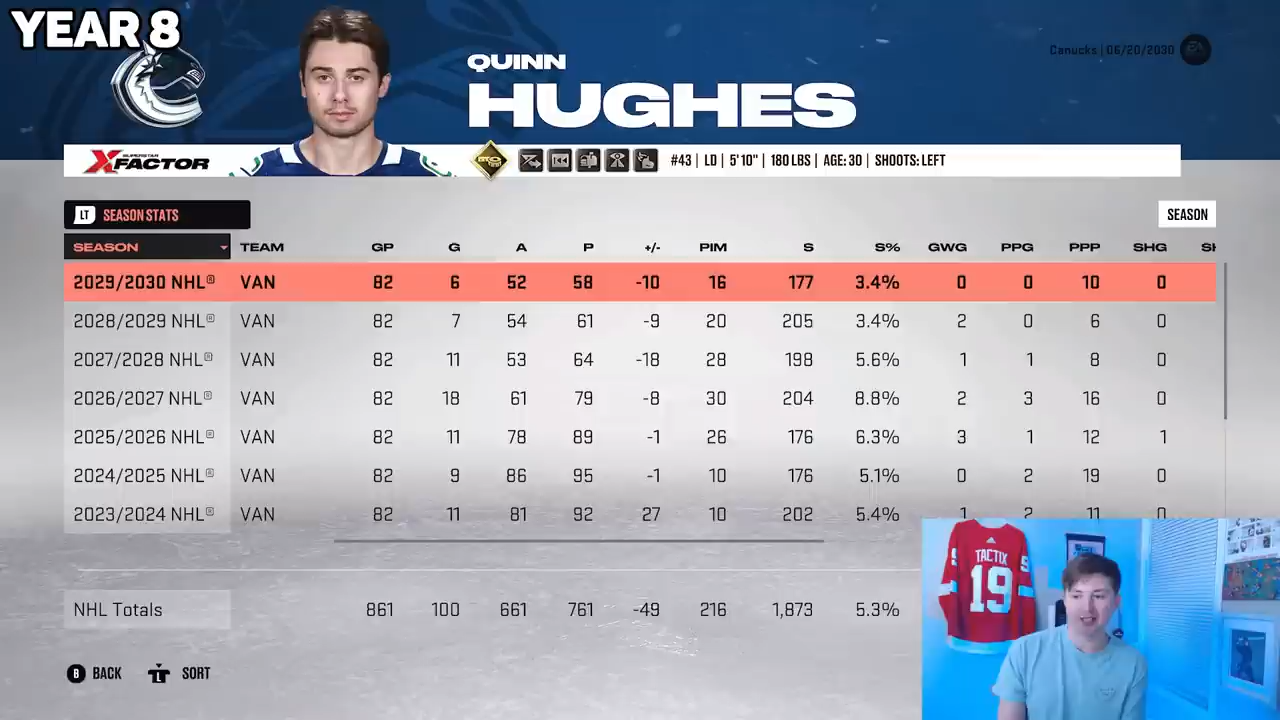 YEAR 8
QUINN
HUGHES
Canucks | 06/20/2030
SUPERSTAR
X FACTOR
#43 | LD | 5'10" | 180 LBS | AGE: 30 | SHOOTS: LEFT
LT SEASON STATS
SEASON
SEASON TEAM GP G A P +/- PIM S S% GWG PPG PPP SHG
2029/2030 NHL® VAN 82 6 52 58 -10 16 177 3.4% 0 0 10 0
2028/2029 NHL® VAN 82 7 54 61 -9 20 205 3.4% 2 0 6 0
2027/2028 NHL® VAN 82 11 53 64 -18 28 198 5.6% 1 1 8 0
2026/2027 NHL® VAN 82 18 61 79 -8 30 204 8.8% 2 3 16 0
2025/2026 NHL® VAN 82 11 78 89 -1 26 176 6.3% 3 1 12 1
2024/2025 NHL® VAN 82 9 86 95 -1 10 176 5.1% 0 2 19 0
2023/2024 NHL® VAN 82 11 81 92 27 10 202 5.4% 1 2 11 0
NHL Totals 861 100 661 761 -49 216 1,873 5.3%
B BACK L SORT
TACTIX
19